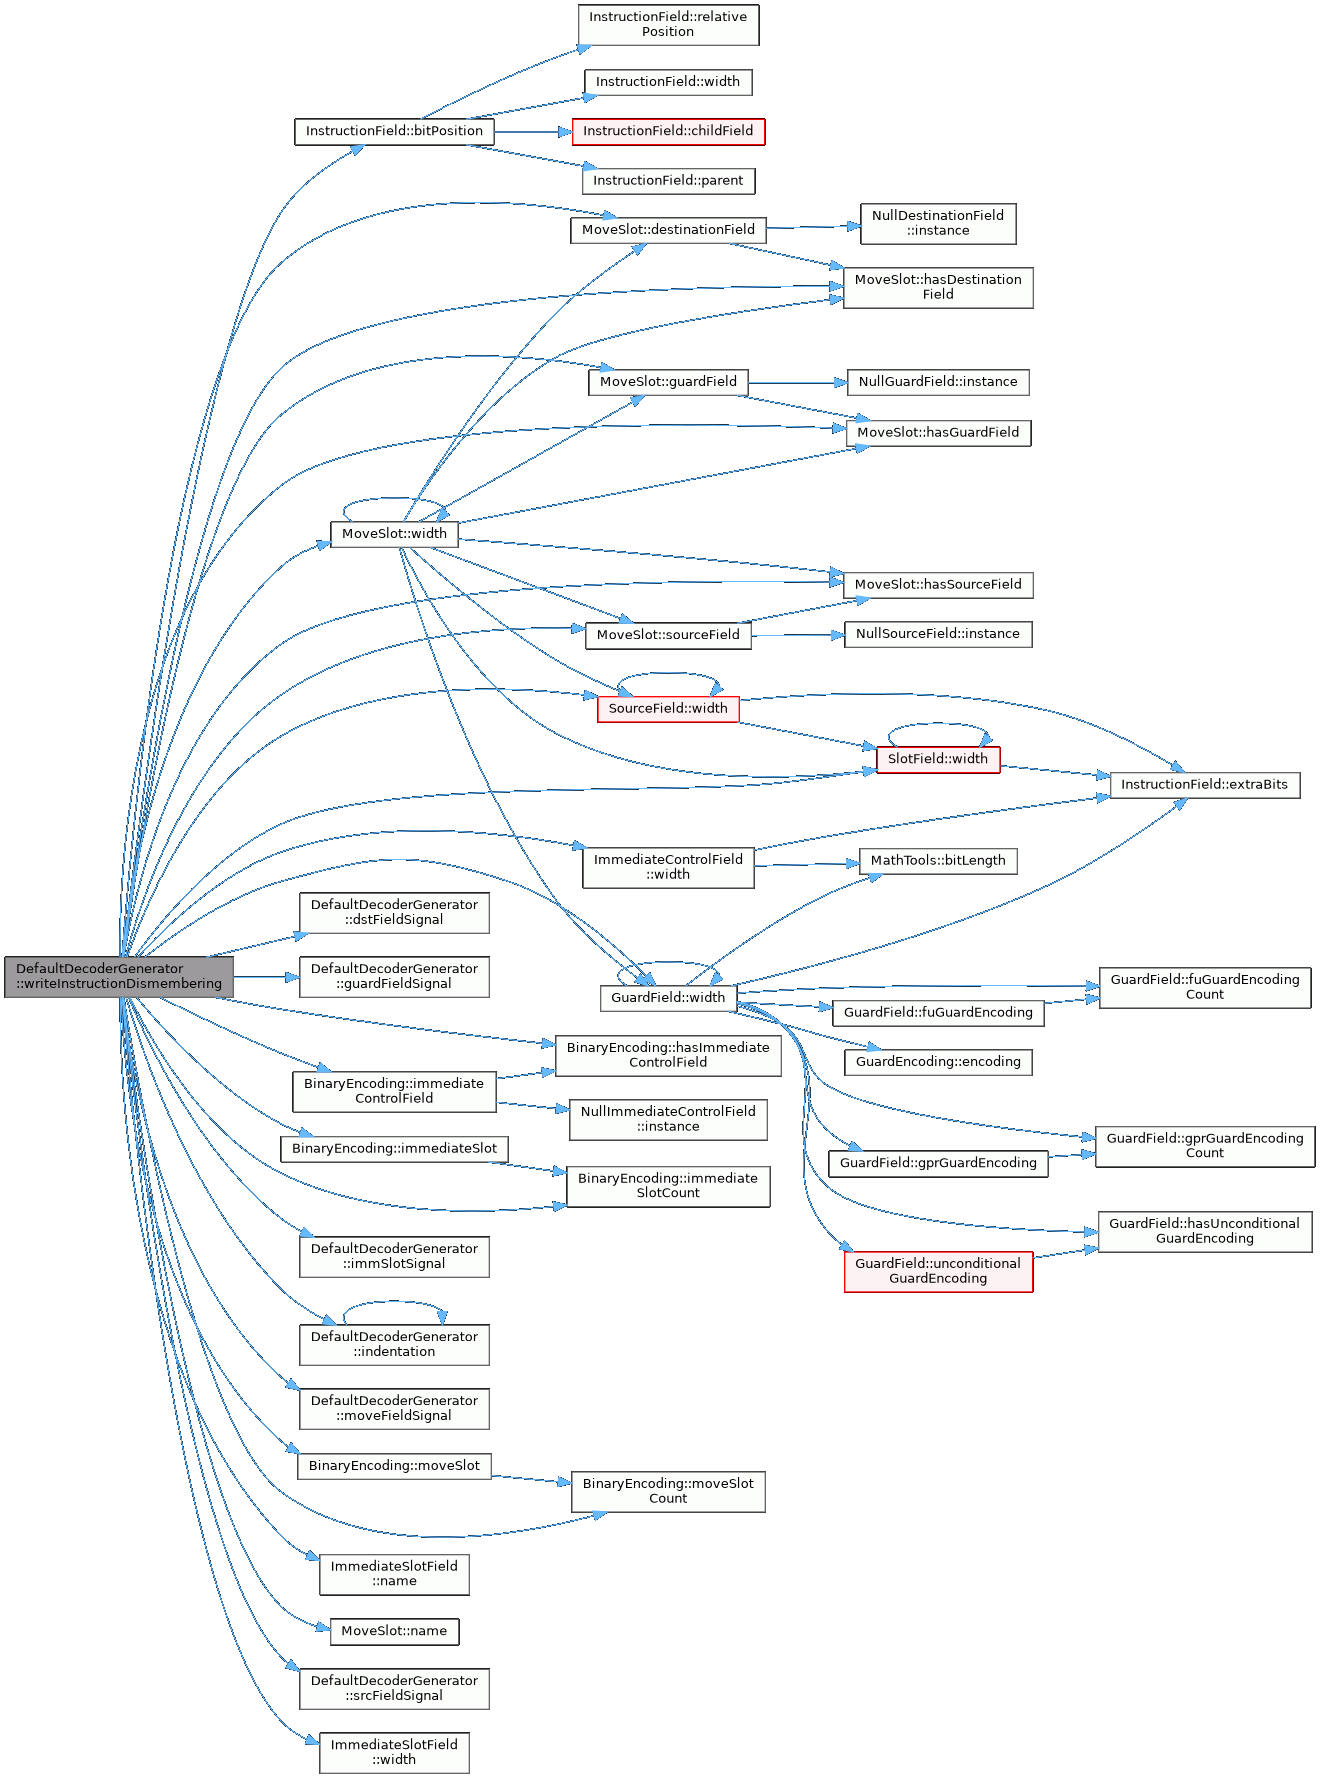 InstructionField::relative
Position
InstructionField::width
InstructionField::bitPosition
InstructionField::childField
InstructionField::parent
NullDestinationField
::instance
MoveSlot::destinationField
MoveSlot::hasDestination
Field
MoveSlot::guardField
NullGuardField::instance
MoveSlot::hasGuardField
MoveSlot::width
MoveSlot::hasSourceField
MoveSlot::sourceField
NullSourceField::instance
SourceField::width
SlotField::width
InstructionField::extraBits
ImmediateControlField
::width
MathTools::bitLength
DefaultDecoderGenerator
::dstFieldSignal
DefaultDecoderGenerator
::writeInstructionDismembering
DefaultDecoderGenerator
::guardFieldSignal
GuardField::width
GuardField::fuGuardEncoding
Count
GuardField::fuGuardEncoding
BinaryEncoding::hasImmediate
ControlField
GuardEncoding::encoding
BinaryEncoding::immediate
ControlField
NullImmediateControlField
::instance
BinaryEncoding::immediateSlot
GuardField::gprGuardEncoding
Count
GuardField::gprGuardEncoding
BinaryEncoding::immediate
SlotCount
DefaultDecoderGenerator
::immSlotSignal
GuardField::hasUnconditional
GuardEncoding
GuardField::unconditional
GuardEncoding
DefaultDecoderGenerator
::indentation
DefaultDecoderGenerator
::moveFieldSignal
BinaryEncoding::moveSlot
BinaryEncoding::moveSlot
Count
ImmediateSlotField
::name
MoveSlot::name
DefaultDecoderGenerator
::srcFieldSignal
ImmediateSlotField
::width